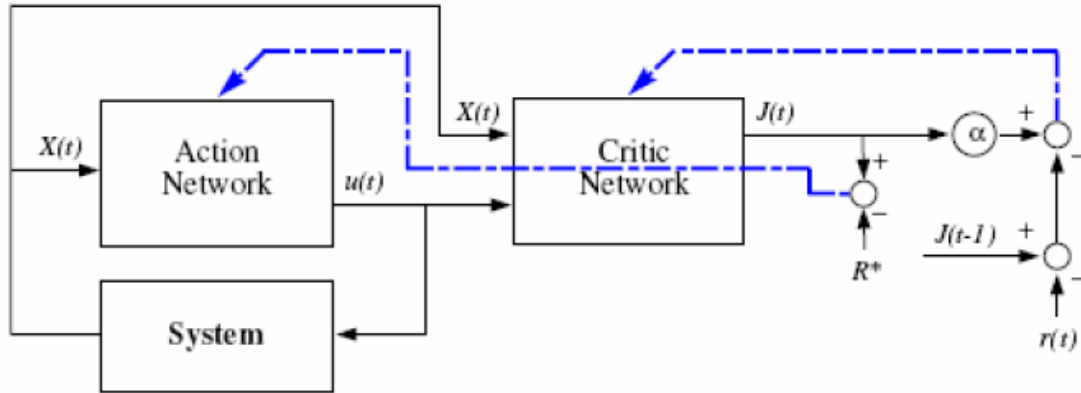 X(t)
Action
Network
u(t)
System
X(t)
Critic
Network
J(t)
+
−
R*
α
+
−
J(t-1)
+
−
r(t)